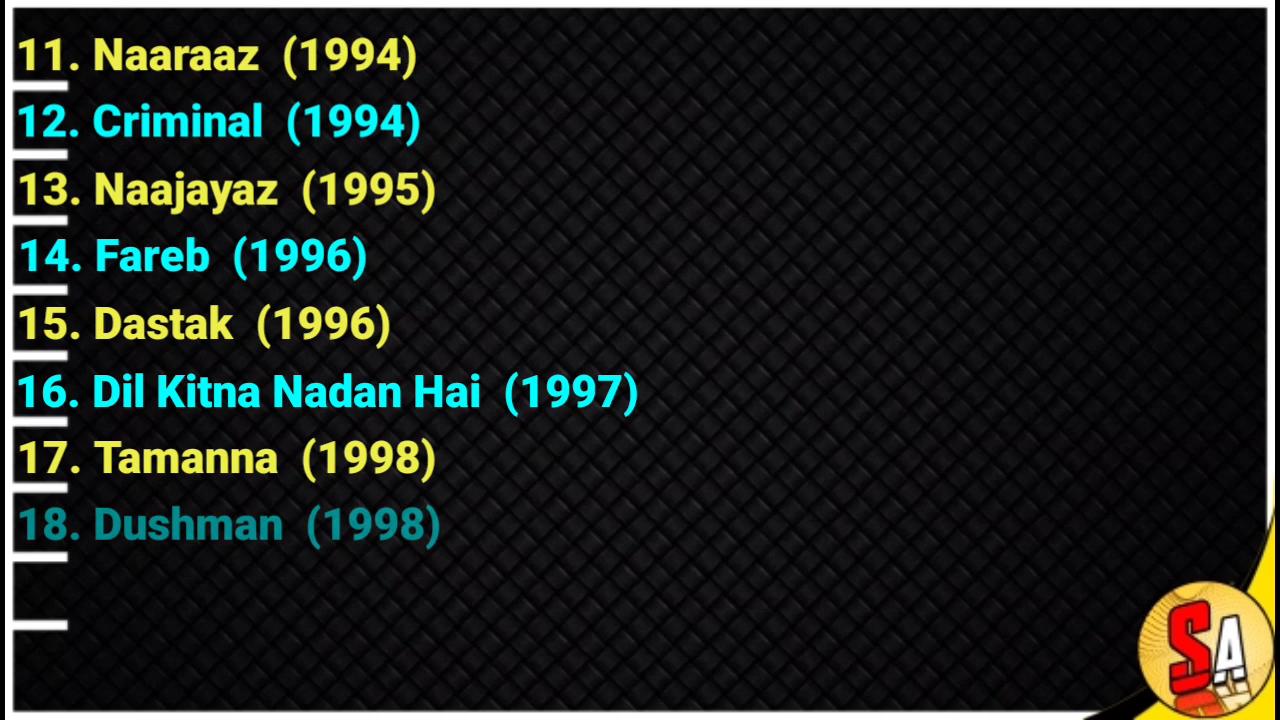 11. Naaraaz (1994)
12. Criminal (1994)
13. Naajayaz (1995)
14. Fareb (1996)
15. Dastak (1996)
16. Dil Kitna Nadan Hai (1997)
17. Tamanna (1998)
18. Dushman (1998)
SA